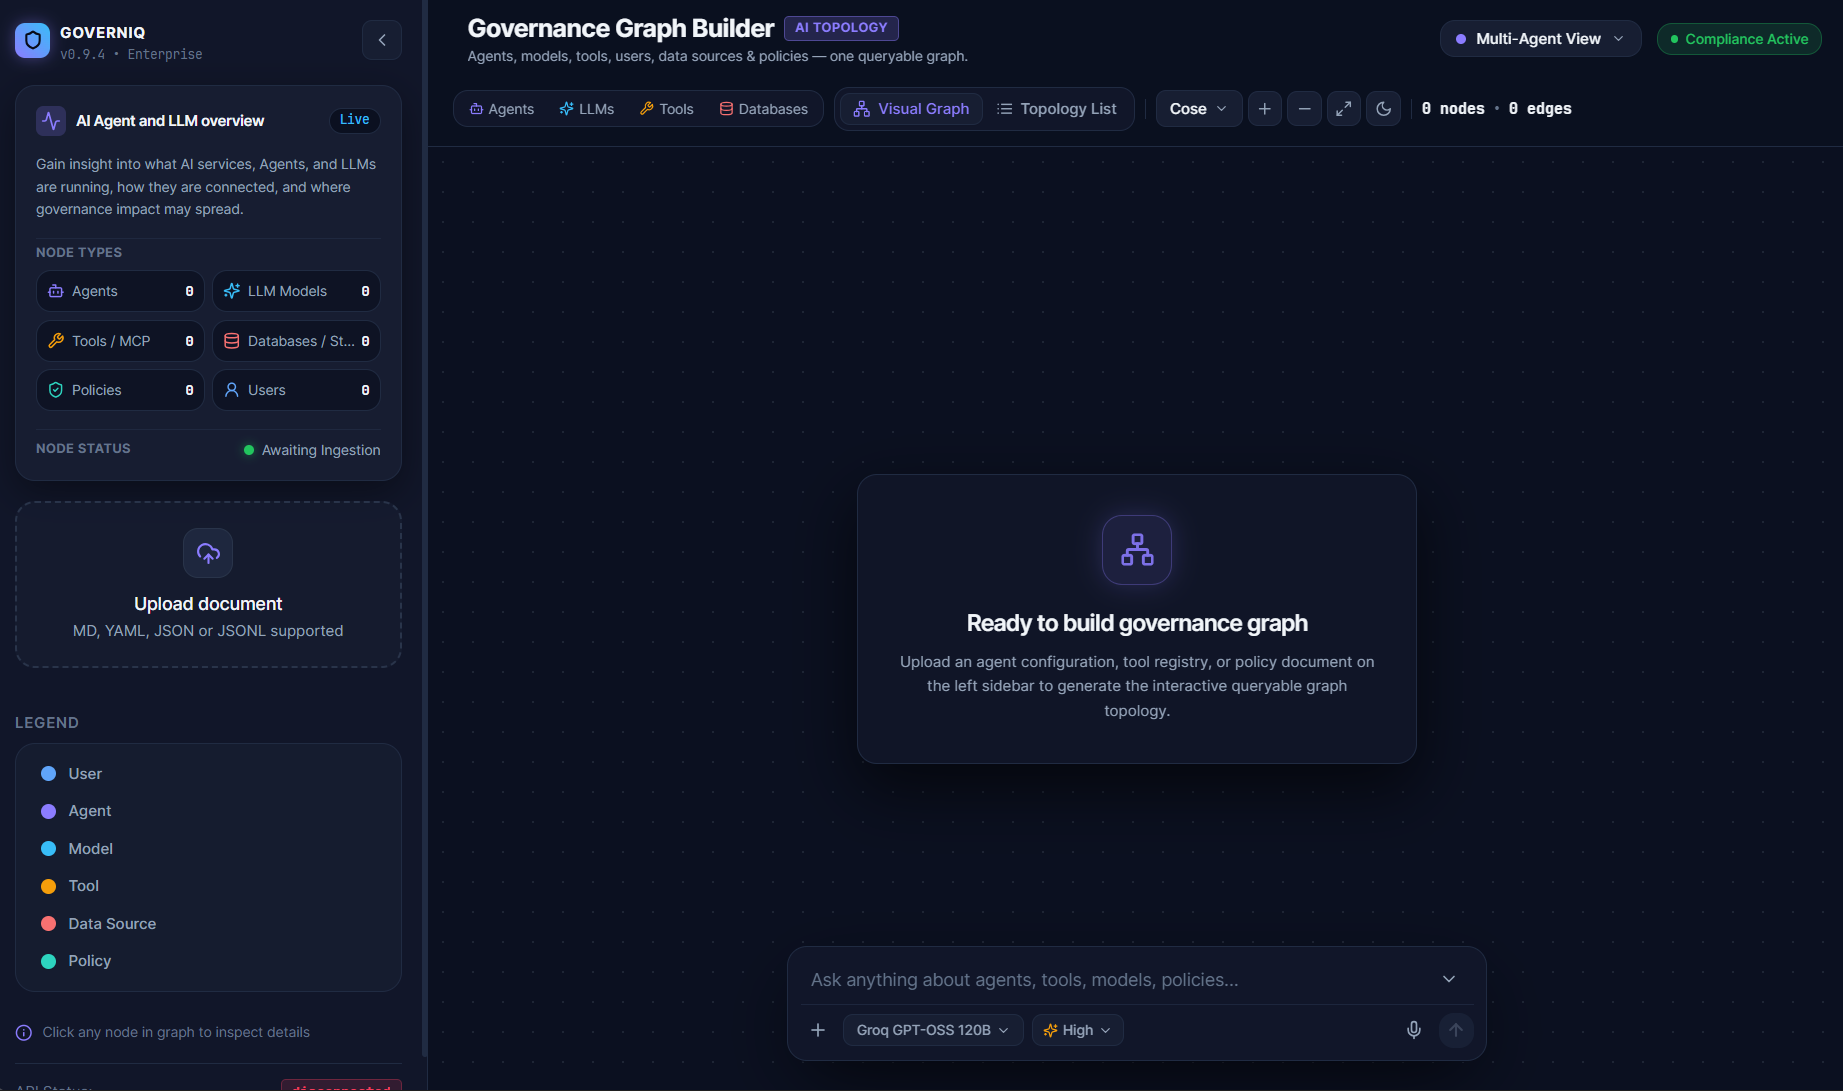 GOVERNIQ
v0.9.4 • Enterprise
AI Agent and LLM overview
Live
Gain insight into what AI services, Agents, and LLMs
are running, how they are connected, and where
governance impact may spread.
NODE TYPES
Agents 0
LLM Models 0
Tools / MCP 0
Databases / St... 0
Policies 0
Users 0
NODE STATUS
Awaiting Ingestion
Upload document
MD, YAML, JSON or JSONL supported
LEGEND
User
Agent
Model
Tool
Data Source
Policy
Click any node in graph to inspect details
API Status:
disconnected
Governance Graph Builder
AI TOPOLOGY
Agents, models, tools, users, data sources & policies — one queryable graph.
Multi-Agent View
Compliance Active
Agents
LLMs
Tools
Databases
Visual Graph
Topology List
Cose
0 nodes • 0 edges
Ready to build governance graph
Upload an agent configuration, tool registry, or policy document on
the left sidebar to generate the interactive queryable graph
topology.
Ask anything about agents, tools, models, policies...
Groq GPT-OSS 120B
High